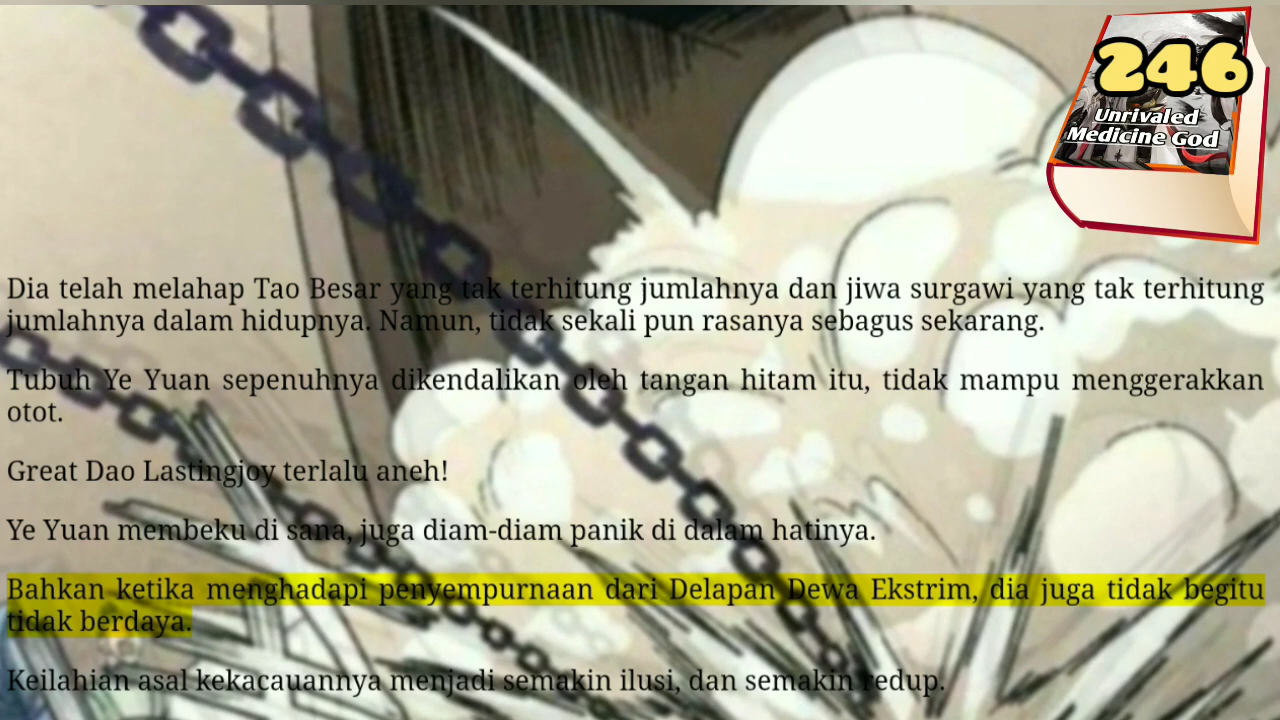 246
Unrivaled
Medicine God
Dia telah melahap Tao Besar yang tak terhitung jumlahnya dan jiwa surgawi yang tak terhitung
jumlahnya dalam hidupnya. Namun, tidak sekali pun rasanya sebagus sekarang.
Tubuh Ye Yuan sepenuhnya dikendalikan oleh tangan hitam itu, tidak mampu menggerakkan
otot.
Great Dao Lastingjoy terlalu aneh!
Ye Yuan membeku di sana, juga diam-diam panik di dalam hatinya.
Bahkan ketika menghadapi penyempurnaan dari Delapan Dewa Ekstrim, dia juga tidak begitu
tidak berdaya.
Keilahian asal kekacauannya menjadi semakin ilusi, dan semakin redup.